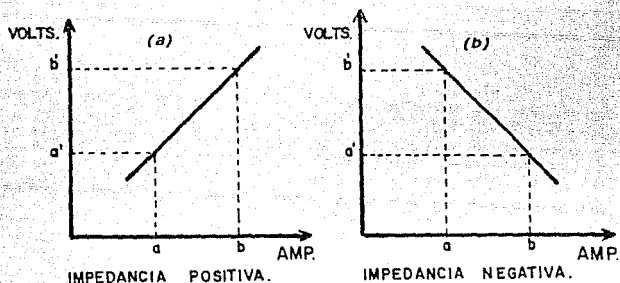 VOLTS.
(a)
b'
a'
a
b
AMP.
IMPEDANCIA POSITIVA.
VOLTS.
(b)
b'
a'
a
b
AMP.
IMPEDANCIA NEGATIVA.